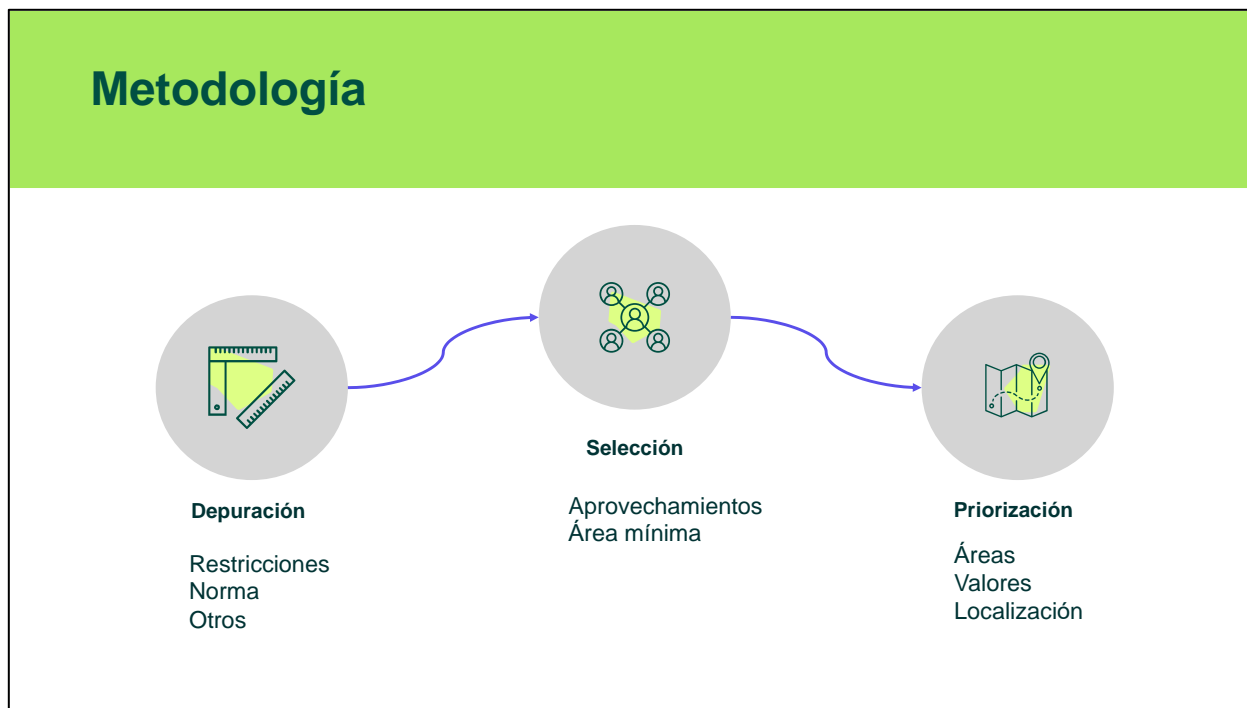 Metodología
Depuración
Restricciones
Norma
Otros
Selección
Aprovechamientos
Área mínima
Priorización
Áreas
Valores
Localización